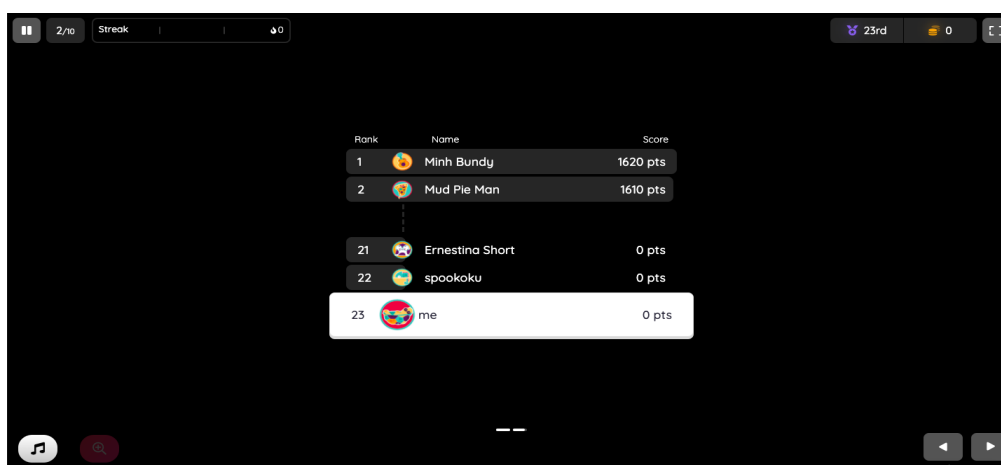 2/10 Streak 0 23rd 0
Rank Name Score
1 Minh Bundy 1620 pts
2 Mud Pie Man 1610 pts
21 Ernestina Short 0 pts
22 spookoku 0 pts
23 me 0 pts